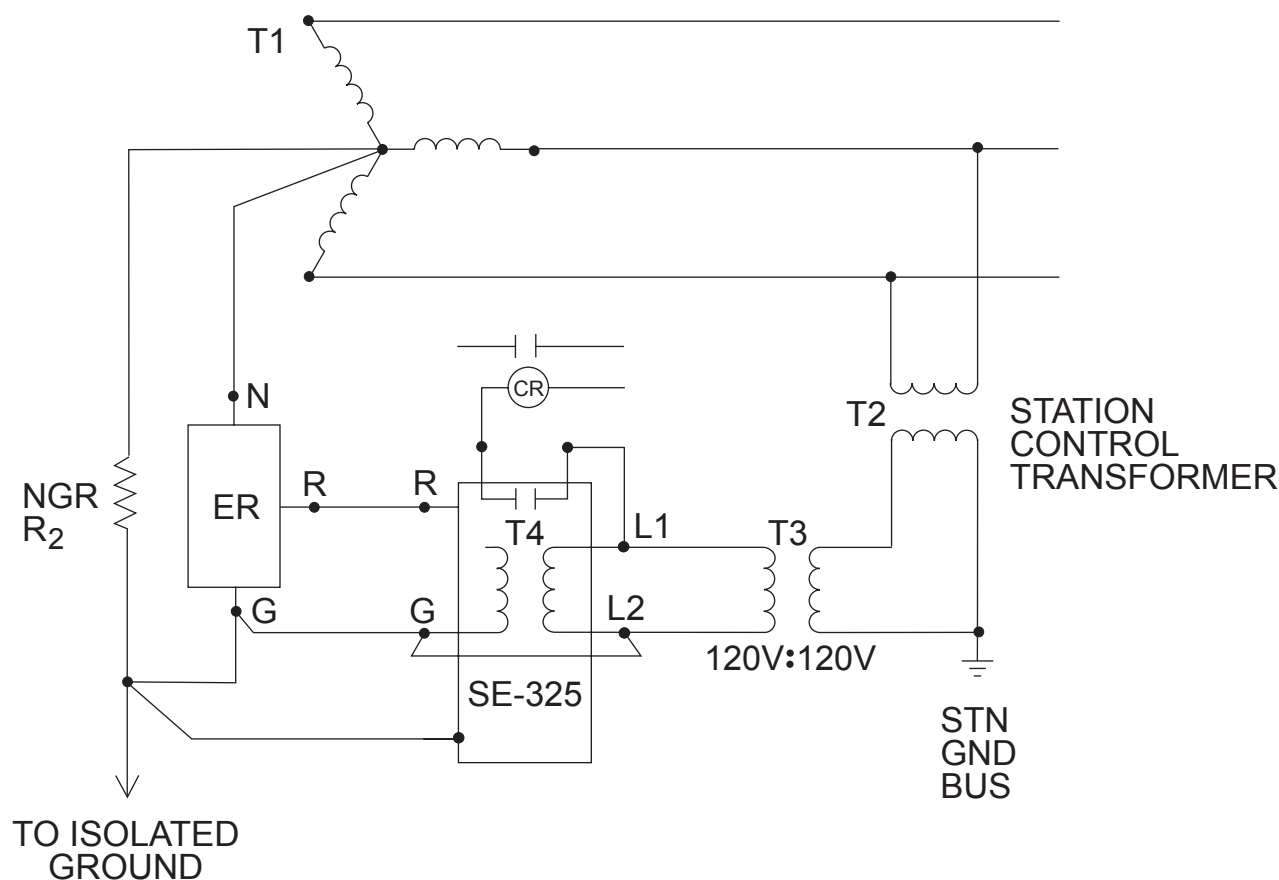 T1
N
CR
T2
STATION
CONTROL
TRANSFORMER
NGR
R2
ER
R
R
T4
L1
T3
G
G
L2
120V:120V
SE-325
STN
GND
BUS
TO ISOLATED
GROUND